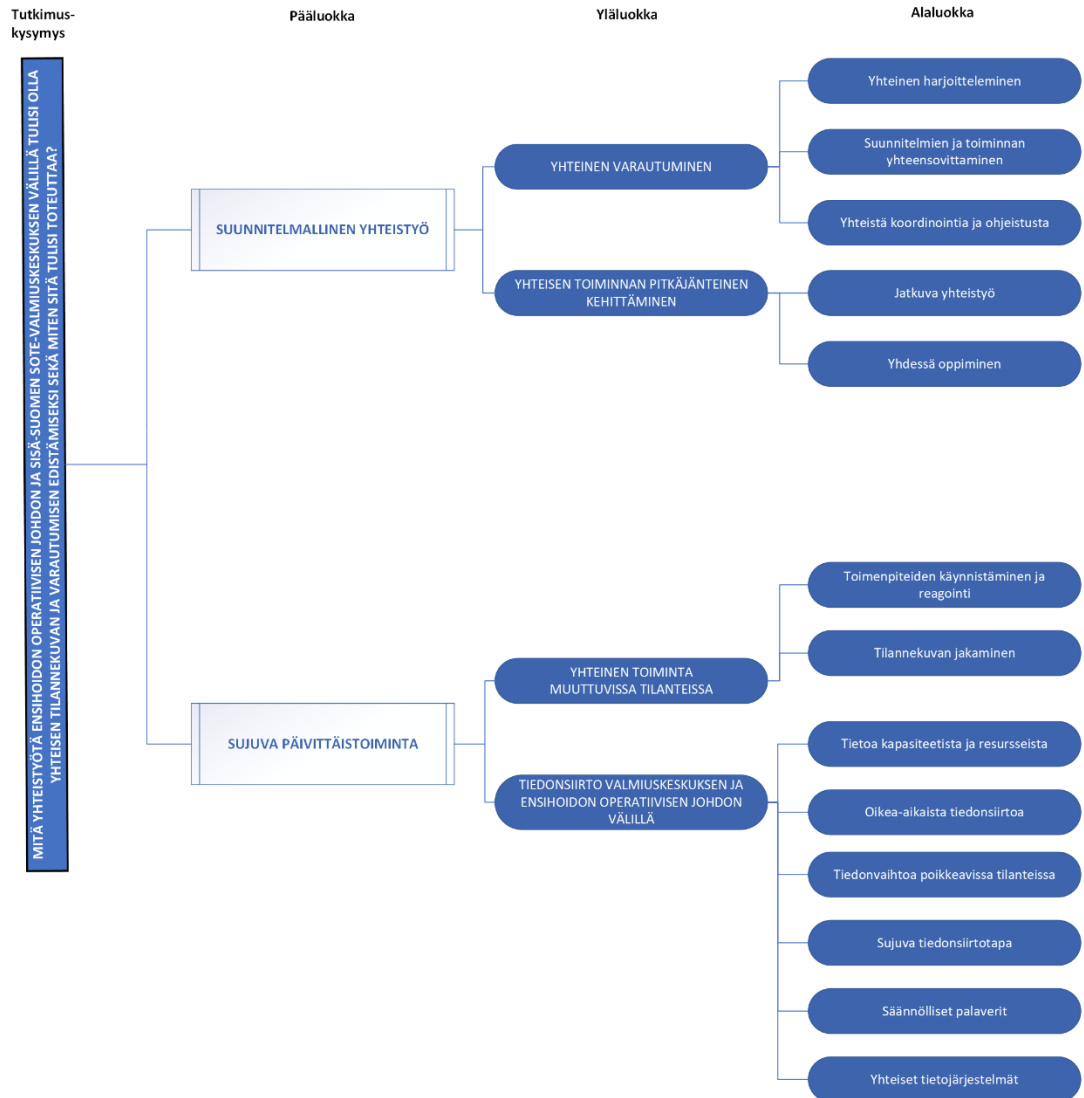 Tutkimus-
kysymys
Pääluokka
Yläluokka
Alaluokka
MITÄ YHTEISTYÖTÄ ENSIHOIDON OPERATIIVISEN JOHDON JA SISÄ-SUOMEN SOTE-VALMIUSKESKUKSEN VÄLILLÄ TULISI OLLA
YHTEISEN TILANNEKUVAN JA VARAUTUMISEN EDISTÄMISEKSI SEKÄ MITEN SITÄ TULISI TOTEUTTAA?
SUUNNITELMALLINEN YHTEISTYÖ
YHTEINEN VARAUTUMINEN
Yhteinen harjoitteleminen
Suunnitelmien ja toiminnan
yhteensovittaminen
Yhteistä koordinointia ja ohjeistusta
YHTEISEN TOIMINNAN PITKÄJÄNTEINEN
KEHITTÄMINEN
Jatkuva yhteistyö
Yhdessä oppiminen
SUJUVA PÄIVITTÄISTOIMINTA
YHTEINEN TOIMINTA
MUUTTUVISSA TILANTEISSA
Toimenpiteiden käynnistäminen ja
reagointi
Tilannekuvan jakaminen
TIEDONSIIRTO VALMIUSKESKUKSEN JA
ENSIHOIDON OPERATIIVISEN JOHDON
VÄLILLÄ
Tietoa kapasiteetista ja resursseista
Oikea-aikaista tiedonsiirtoa
Tiedonvaihtoa poikkeavissa tilanteissa
Sujuva tiedonsiirtotapa
Säännölliset palaverit
Yhteiset tietojärjestelmät